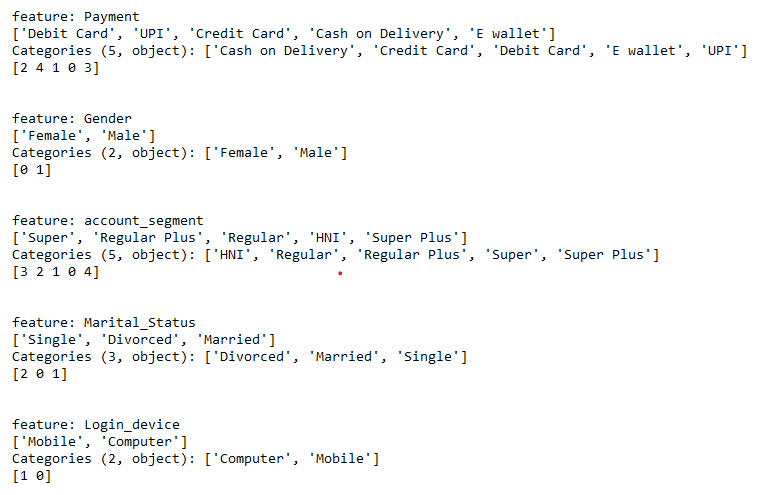 feature: Payment
['Debit Card', 'UPI', 'Credit Card', 'Cash on Delivery', 'E wallet']
Categories (5, object): ['Cash on Delivery', 'Credit Card', 'Debit Card', 'E wallet', 'UPI']
[2 4 1 0 3]
feature: Gender
['Female', 'Male']
Categories (2, object): ['Female', 'Male']
[0 1]
feature: account_segment
['Super', 'Regular Plus', 'Regular', 'HNI', 'Super Plus']
Categories (5, object): ['HNI', 'Regular', 'Regular Plus', 'Super', 'Super Plus']
[3 2 1 0 4]
feature: Marital_Status
['Single', 'Divorced', 'Married']
Categories (3, object): ['Divorced', 'Married', 'Single']
[2 0 1]
feature: Login_device
['Mobile', 'Computer']
Categories (2, object): ['Computer', 'Mobile']
[1 0]